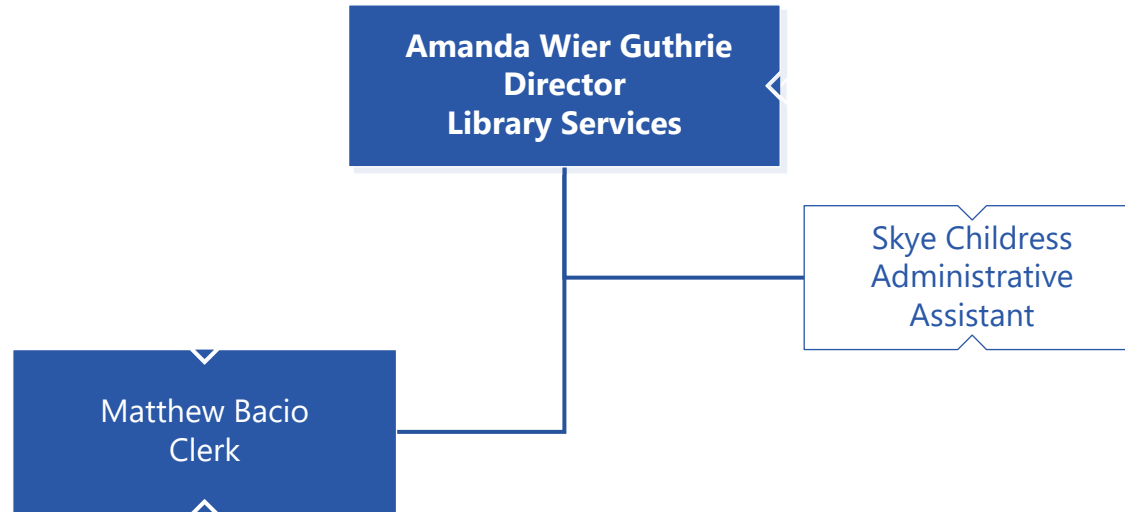 Amanda Wier Guthrie
Director
Library Services
Skye Childress
Administrative
Assistant
Matthew Bacio
Clerk